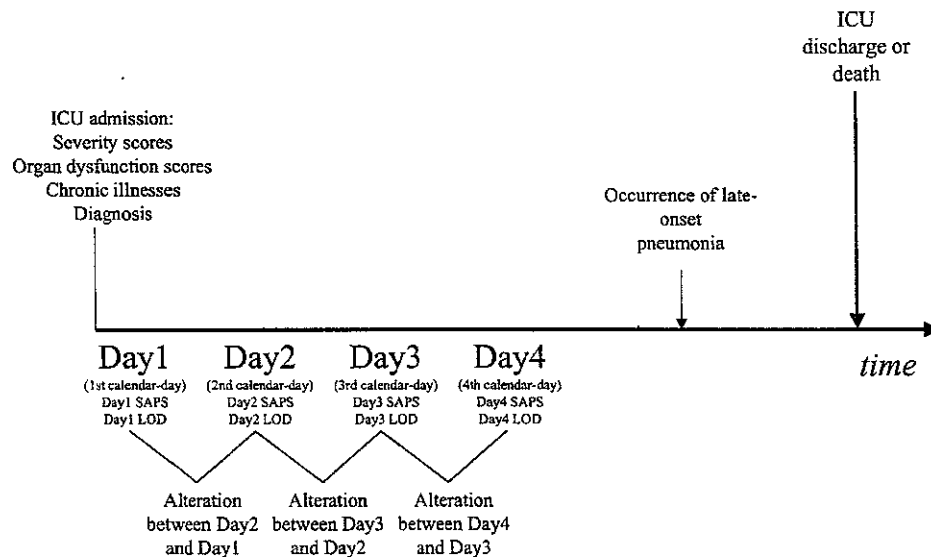 ICU
discharge or
death
ICU admission:
Severity scores
Organ dysfunction scores
Chronic illnesses
Diagnosis
Occurrence of late-
onset
pneumonia
Day1
(1st calendar-day)
Day1 SAPS
Day1 LOD
Day2
(2nd calendar-day)
Day2 SAPS
Day2 LOD
Day3
(3rd calendar-day)
Day3 SAPS
Day3 LOD
Day4
(4th calendar-day)
Day4 SAPS
Day4 LOD
time
Alteration
between Day2
and Day1
Alteration
between Day3
and Day2
Alteration
between Day4
and Day3